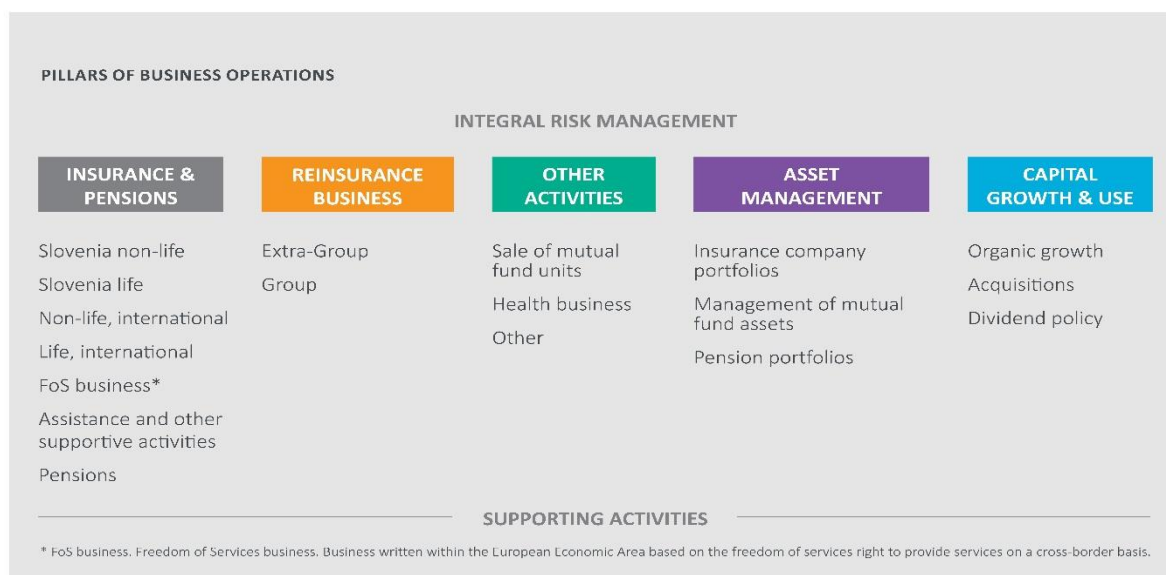 PILLARS OF BUSINESS OPERATIONS
INTEGRAL RISK MANAGEMENT
INSURANCE &
PENSIONS
Slovenia non-life
Slovenia life
Non-life, international
Life, international
FoS business*
Assistance and other
supportive activities
Pensions
REINSURANCE
BUSINESS
Extra-Group
Group
OTHER
ACTIVITIES
Sale of mutual
fund units
Health business
Other
ASSET
MANAGEMENT
Insurance company
portfolios
Management of mutual
fund assets
Pension portfolios
CAPITAL
GROWTH & USE
Organic growth
Acquisitions
Dividend policy
SUPPORTING ACTIVITIES
* FoS business. Freedom of Services business. Business written within the European Economic Area based on the freedom of services right to provide services on a cross-border basis.